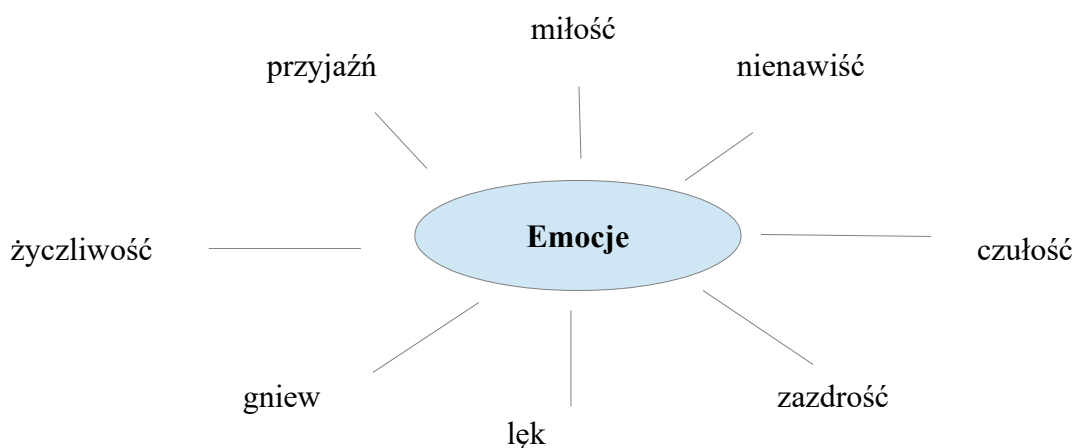 miłość
przyjaźń
nienawiść
Emocje
życzliwość
czułość
gniew
zazdrość
lęk